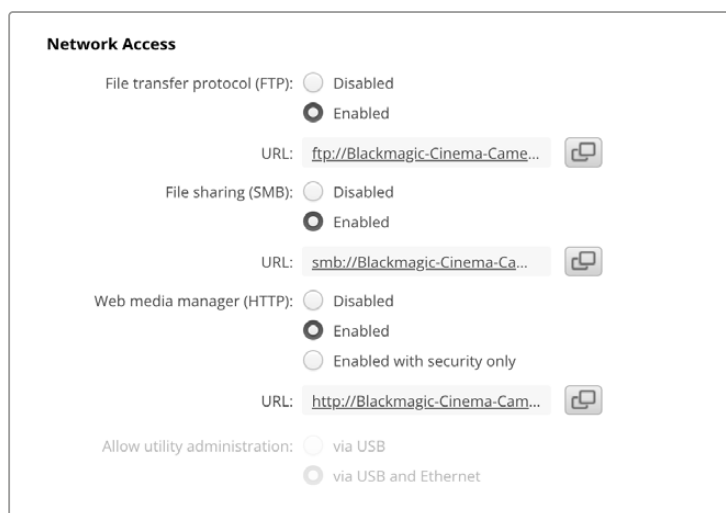 Network Access
File transfer protocol (FTP): Disabled
Enabled
URL: ftp://Blackmagic-Cinema-Came...
File sharing (SMB): Disabled
Enabled
URL: smb://Blackmagic-Cinema-Ca...
Web media manager (HTTP): Disabled
Enabled
Enabled with security only
URL: http://Blackmagic-Cinema-Cam...
Allow utility administration: via USB
via USB and Ethernet